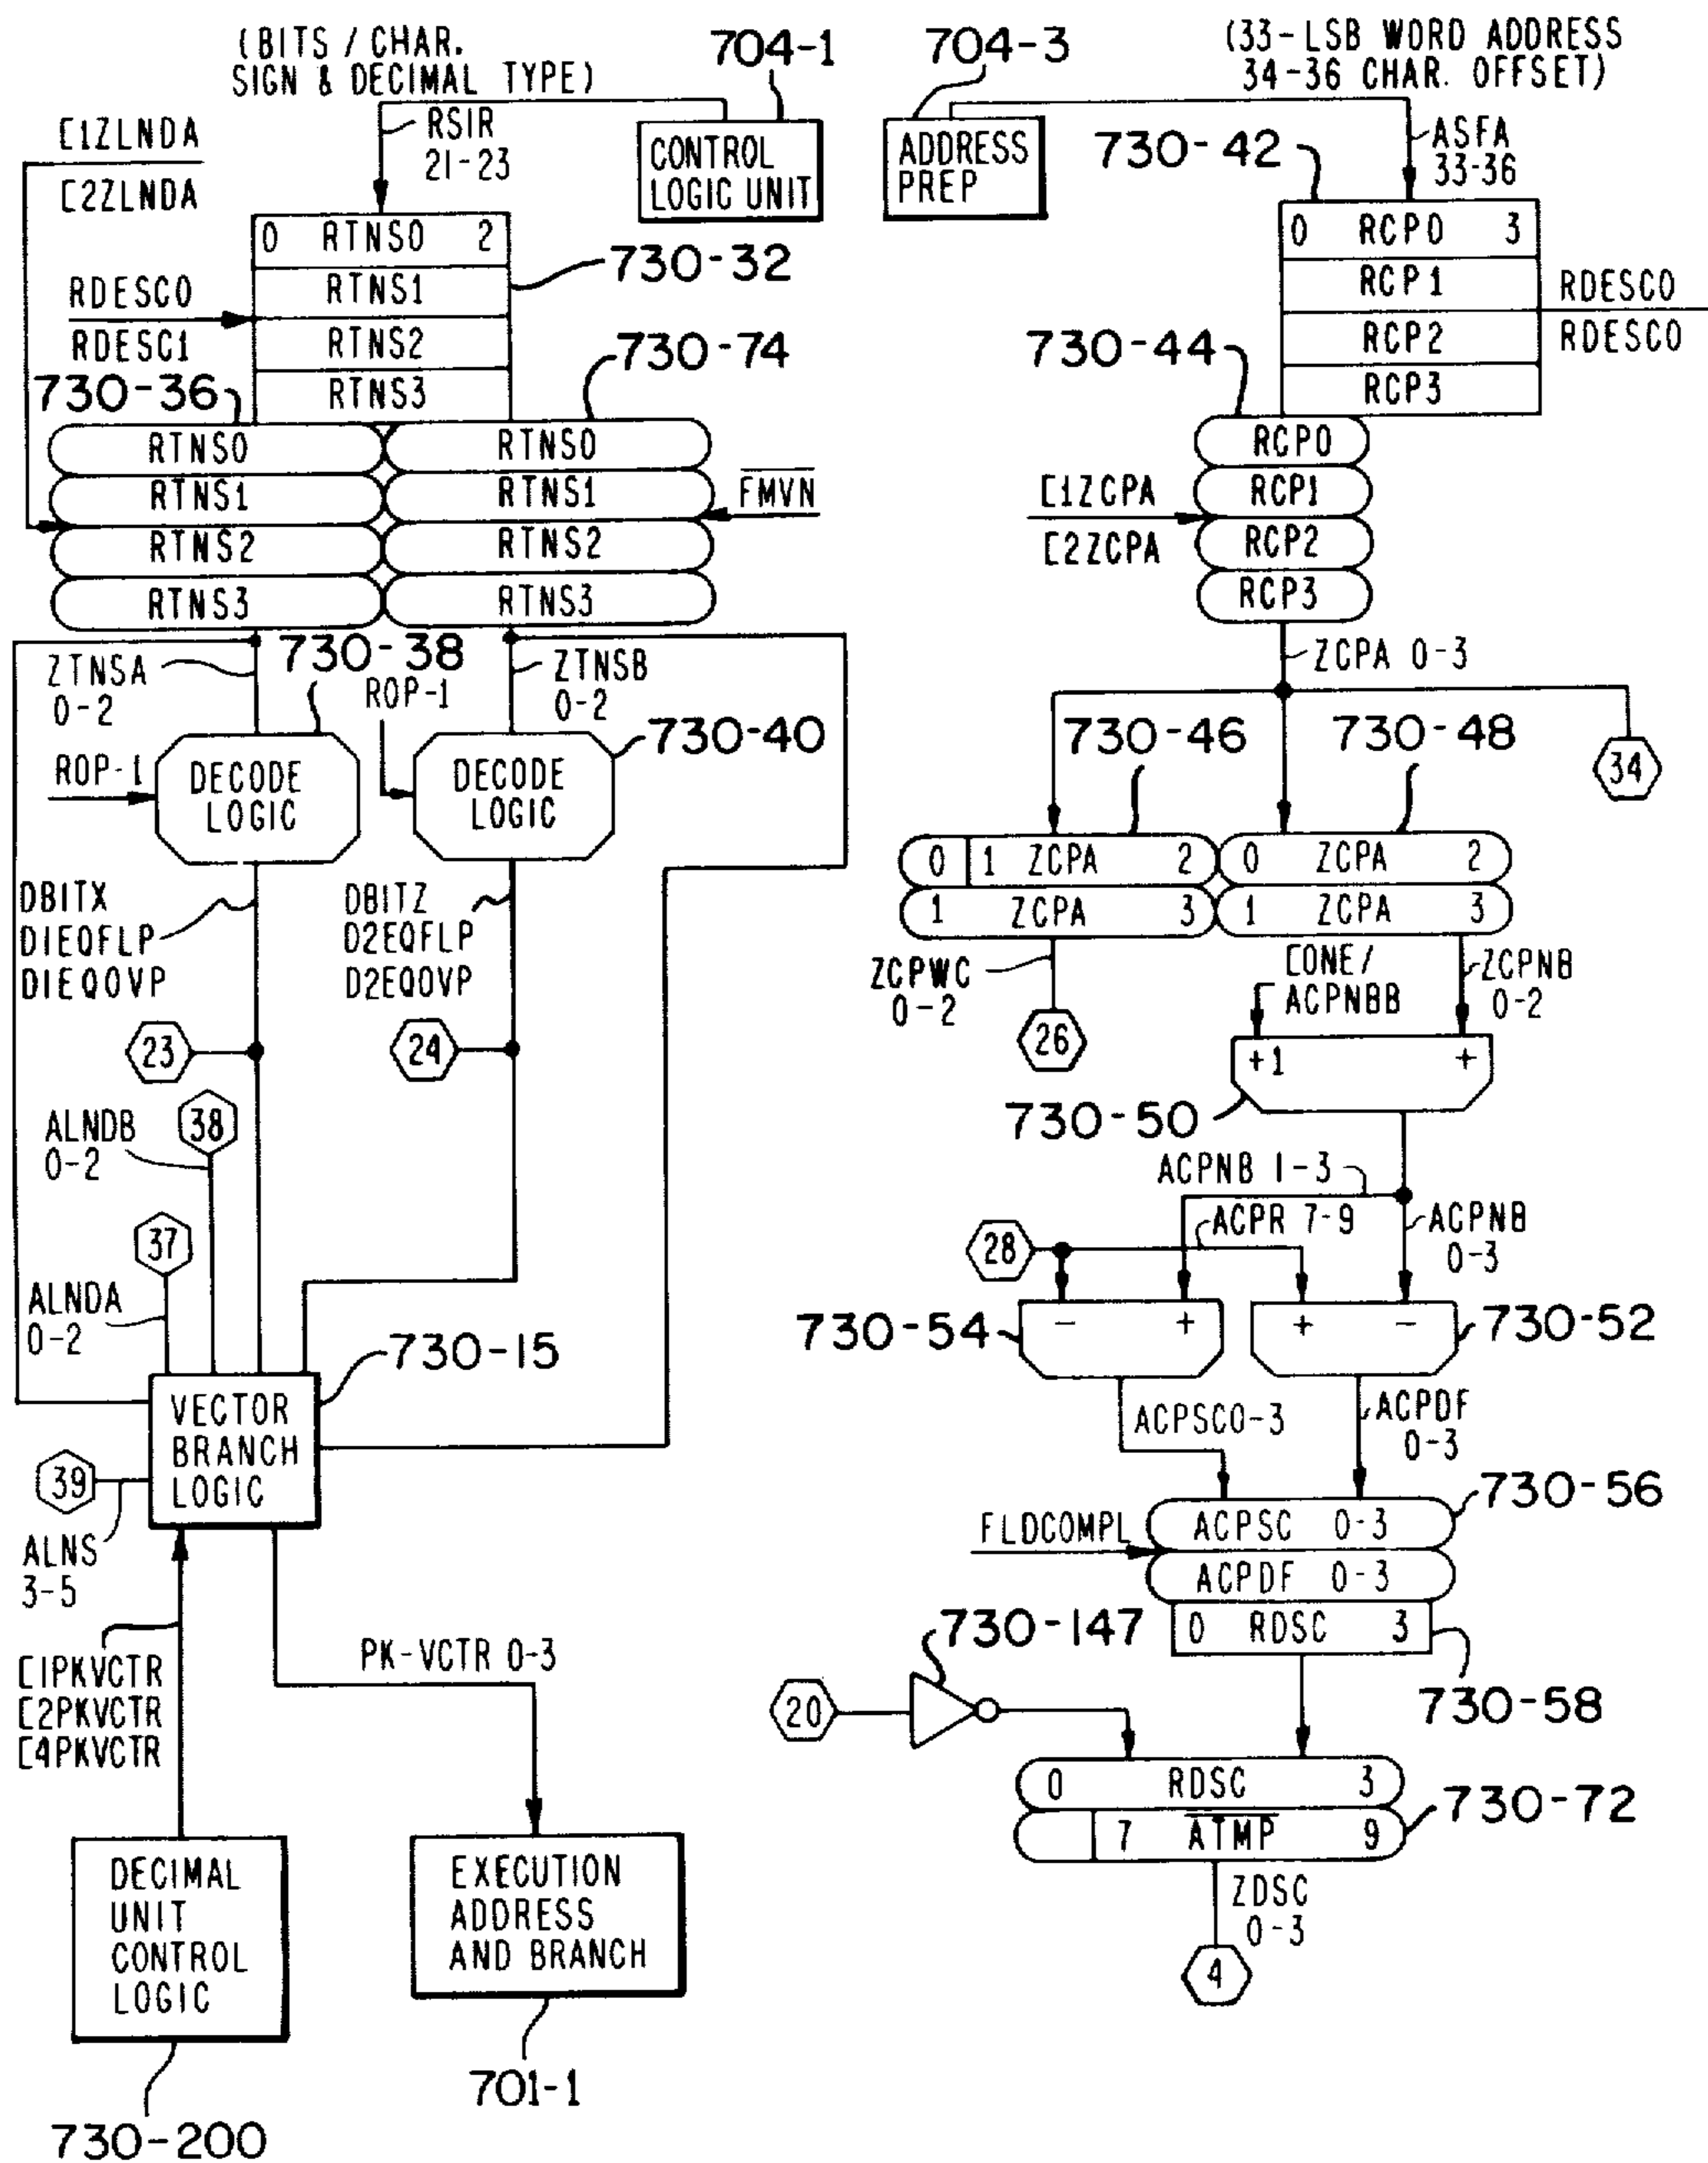 (BITS / CHAR.
SIGN & DECIMAL TYPE)
704-1
RSIR
21-23
CONTROL
LOGIC UNIT
[1ZLNDA
[2ZLNDA
0 RTNS0 2
RTNS1
RTNS2
RTNS3
730-32
RDESC0
RDESC1
730-74
730-36
RTNS0
RTNS1
RTNS2
RTNS3
RTNS0
RTNS1
RTNS2
RTNS3
FMVN
ZTNSA
0-2
730-38
ROP-1
ZTNSB
0-2
730-40
ROP-1
DECODE
LOGIC
DECODE
LOGIC
DBITX
D1EQFLP
D1EQOVP
DBITZ
D2EQFLP
D2EQOVP
23
24
38
ALNDB
0-2
37
ALNDA
0-2
730-15
VECTOR
BRANCH
LOGIC
39
ALNS
3-5
[1PKVCTR
[2PKVCTR
[4PKVCTR
PK-VCTR 0-3
DECIMAL
UNIT
CONTROL
LOGIC
EXECUTION
ADDRESS
AND BRANCH
701-1
730-200
704-3
(33-LSB WORD ADDRESS
34-36 CHAR. OFFSET)
ADDRESS
PREP
730-42
ASFA
33-36
0 RCP0 3
RCP1
RCP2
RCP3
RDESC0
RDESC0
730-44
RCP0
RCP1
RCP2
RCP3
[1ZCPA
[2ZCPA
ZCPA 0-3
730-46
730-48
34
0 1 ZCPA 2
1 ZCPA 3
0 ZCPA 2
1 ZCPA 3
ZCPWC
0-2
26
[ONE/
ACPNBB
ZCPNB
0-2
+1 +
730-50
ACPNB 1-3
ACPR 7-9
ACPNB
0-3
28
730-54
- +
+ -
730-52
ACPSC0-3
ACPDF
0-3
730-56
FLDCOMPL
ACPSC 0-3
ACPDF 0-3
0 RDSC 3
730-58
730-147
20
0 RDSC 3
7 ATMP 9
730-72
ZDSC
0-3
4